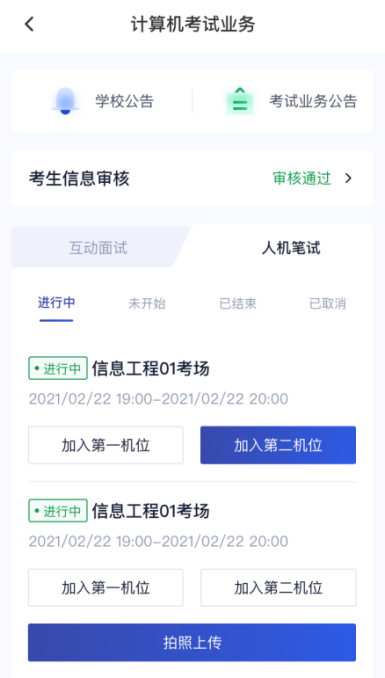 计算机考试业务
学校公告 考试业务公告
考生信息审核 审核通过
互动面试 人机笔试
进行中 未开始 已结束 已取消
进行中 信息工程01考场
2021/02/22 19:00-2021/02/22 20:00
加入第一机位 加入第二机位
进行中 信息工程01考场
2021/02/22 19:00-2021/02/22 20:00
加入第一机位 加入第二机位
拍照上传